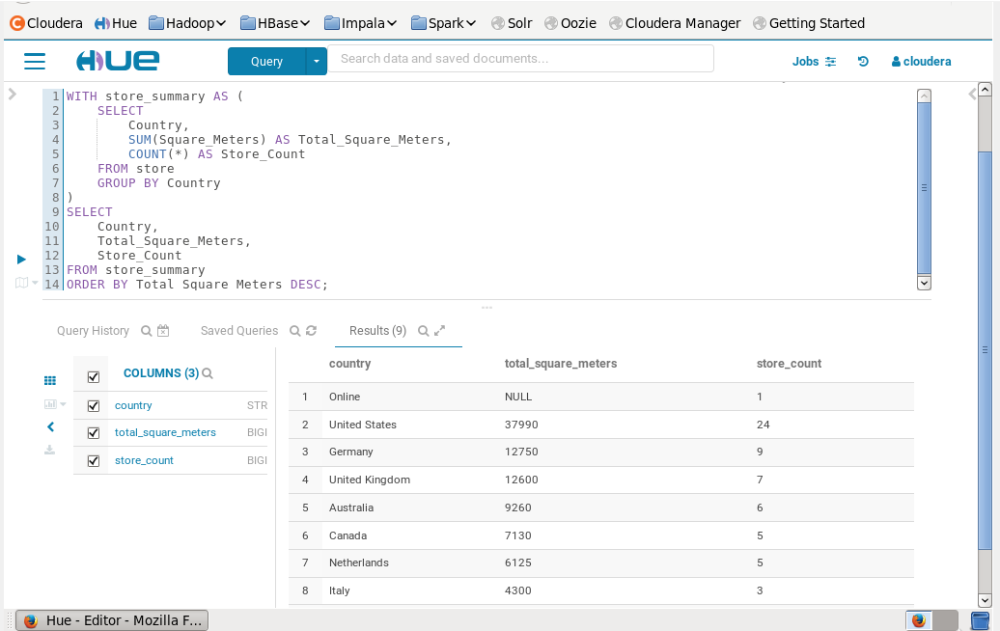 Cloudera Hue Hadoop HBase Impala Spark Solr Oozie Cloudera Manager Getting Started
HUE Query Search data and saved documents... Jobs cloudera
1 WITH store_summary AS (
2 SELECT
3 Country,
4 SUM(Square_Meters) AS Total_Square_Meters,
5 COUNT(*) AS Store_Count
6 FROM store
7 GROUP BY Country
8 )
9 SELECT
10 Country,
11 Total_Square_Meters,
12 Store_Count
13 FROM store_summary
14 ORDER BY Total_Square_Meters DESC;
Query History Saved Queries Results (9)
COLUMNS (3)
country STR
total_square_meters BIGI
store_count BIGI
country total_square_meters store_count
1 Online NULL 1
2 United States 37990 24
3 Germany 12750 9
4 United Kingdom 12600 7
5 Australia 9260 6
6 Canada 7130 5
7 Netherlands 6125 5
8 Italy 4300 3
Hue - Editor - Mozilla F...